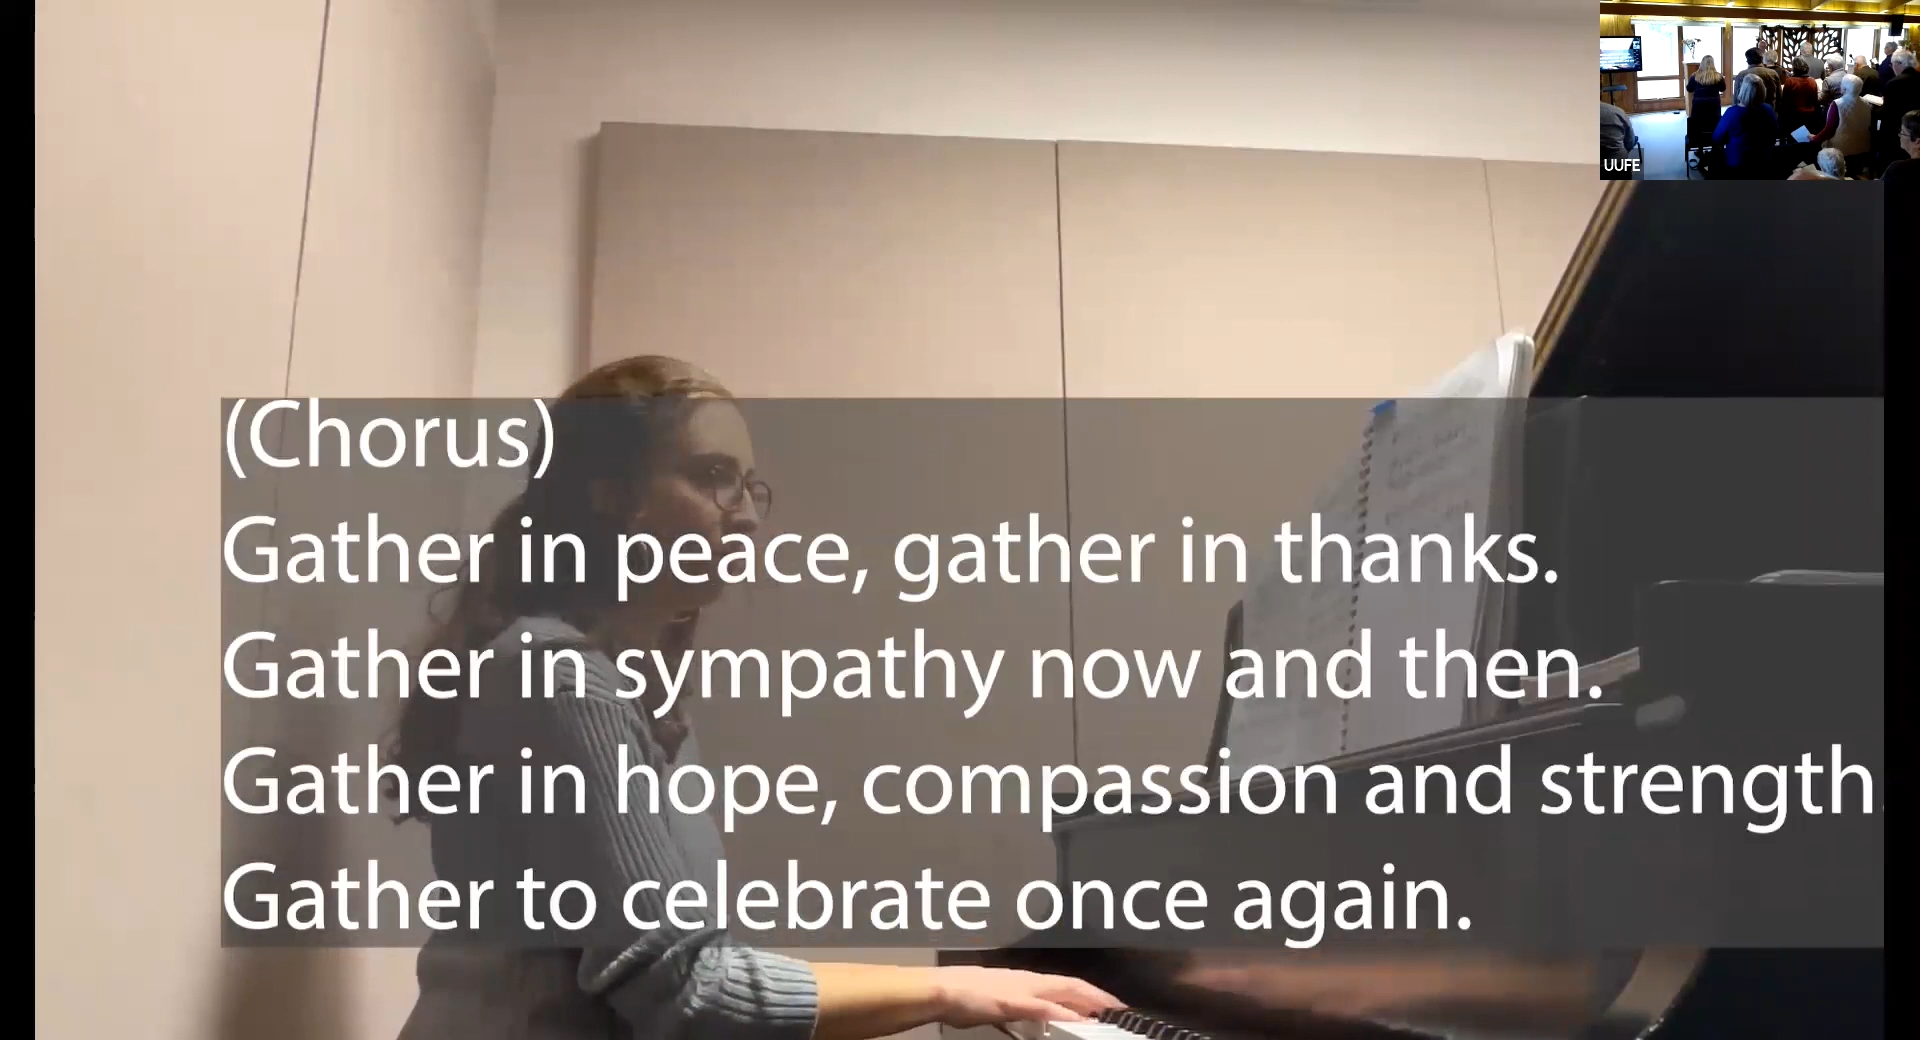 UUFE
(Chorus)
Gather in peace, gather in thanks.
Gather in sympathy now and then.
Gather in hope, compassion and strength.
Gather to celebrate once again.